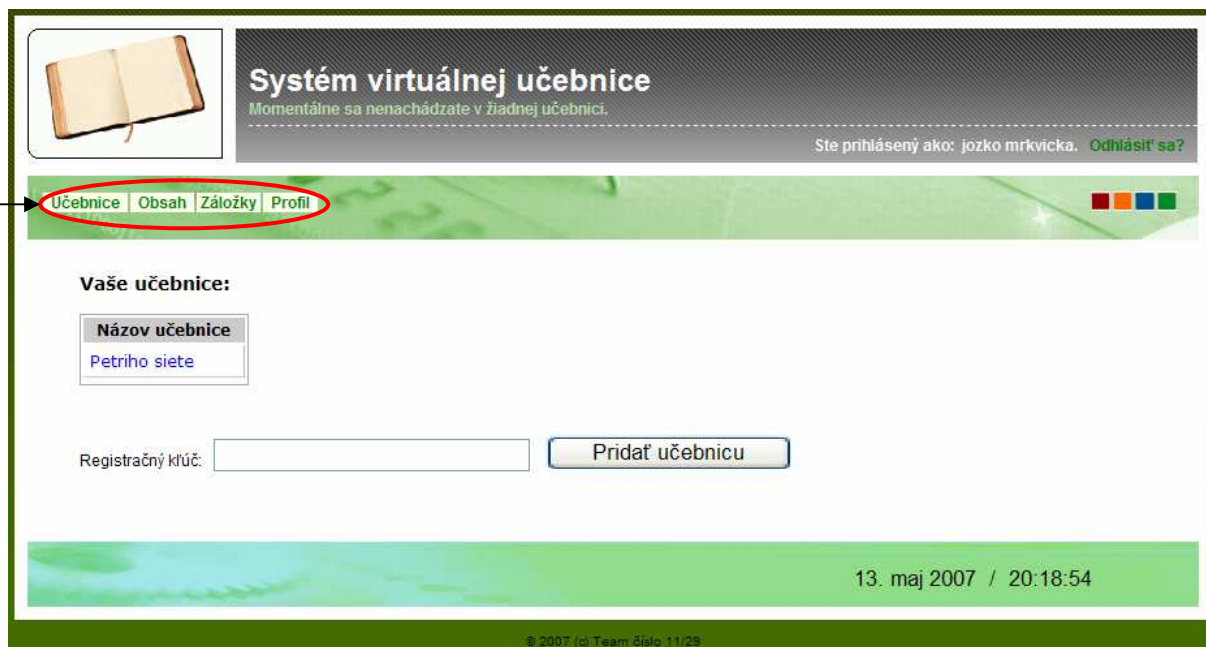 Systém virtuálnej učebnice
Momentálne sa nenachádzate v žiadnej učebnici.
Ste prihlásený ako: jozko mrkvicka. Odhlásiť sa?
Učebnice Obsah Záložky Profil
Vaše učebnice:
Názov učebnice
Petriho siete
Registračný kľúč:
Pridať učebnicu
13. maj 2007 / 20:18:54
© 2007 (c) Team číslo 11/29